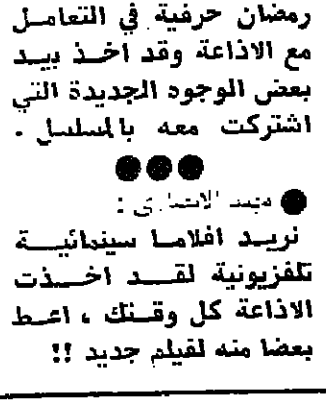 رمضان حرفية في التعامل
مع الاذاعة وقد اخذ بيد
بعض الوجوه الجديدة التي
اشتركت معه بالمسلسل .
●●●
● :
نريد افلاما سينمائية
تلفزيونية لقد اخذت
الاذاعة كل وقتك ، اعط
بعضا منه لفيلم جديد !!